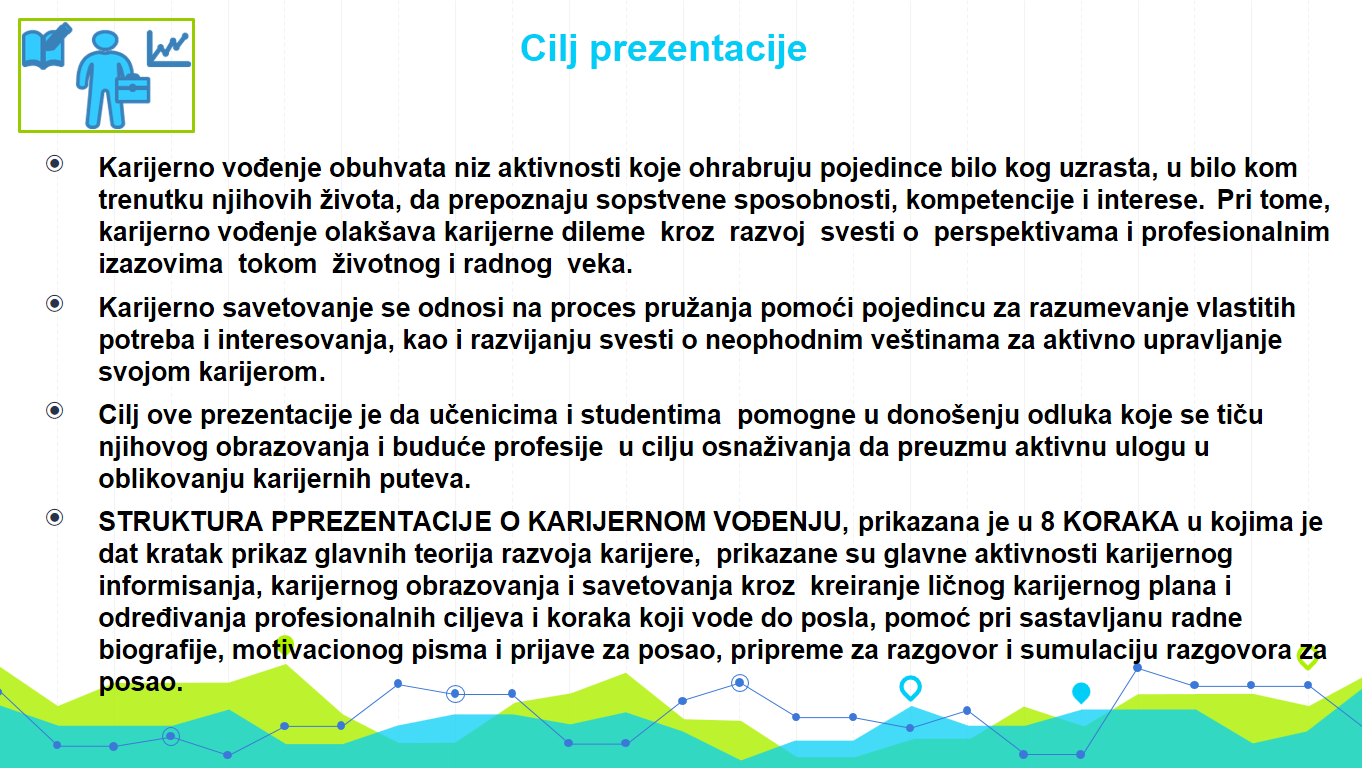 Cilj prezentacije
Karijerno vođenje obuhvata niz aktivnosti koje ohrabruju pojedince bilo kog uzrasta, u bilo kom
trenutku njihovih života, da prepoznaju sopstvene sposobnosti, kompetencije i interese. Pri tome,
karijerno vođenje olakšava karijerne dileme kroz razvoj svesti o perspektivama i profesionalnim
izazovima tokom životnog i radnog veka.
Karijerno savetovanje se odnosi na proces pružanja pomoći pojedincu za razumevanje vlastitih
potreba i interesovanja, kao i razvijanju svesti o neophodnim veštinama za aktivno upravljanje
svojom karijerom.
Cilj ove prezentacije je da učenicima i studentima pomogne u donošenju odluka koje se tiču
njihovog obrazovanja i buduće profesije u cilju osnaživanja da preuzmu aktivnu ulogu u
oblikovanju karijernih puteva.
STRUKTURA PPREZENTACIJE O KARIJERNOM VOĐENJU, prikazana je u 8 KORAKA u kojima je
dat kratak prikaz glavnih teorija razvoja karijere, prikazane su glavne aktivnosti karijernog
informisanja, karijernog obrazovanja i savetovanja kroz kreiranje ličnog karijernog plana i
određivanja profesionalnih ciljeva i koraka koji vode do posla, pomoć pri sastavljanu radne
biografije, motivacionog pisma i prijave za posao, pripreme za razgovor i sumulaciju razgovora za
posao.